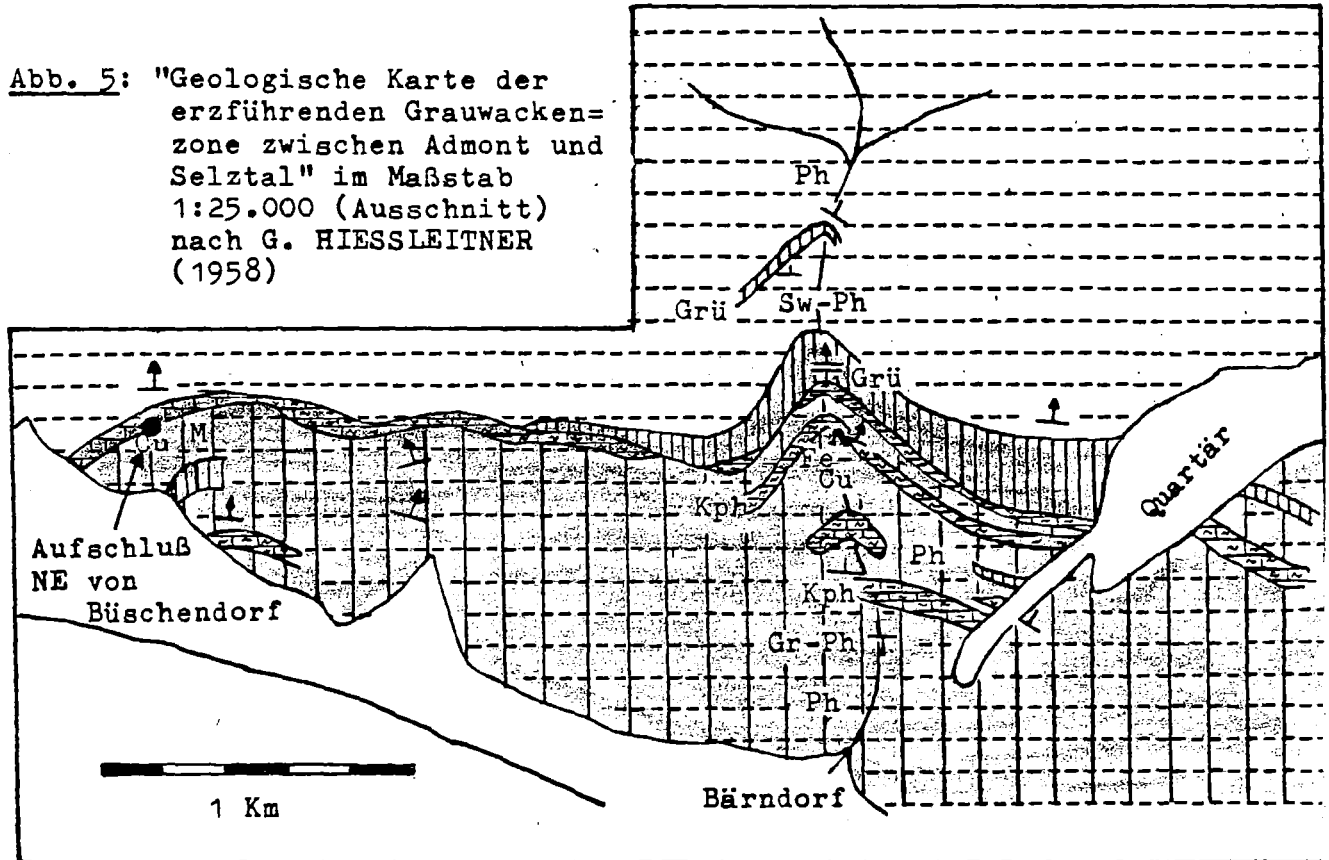 Abb. 5: "Geologische Karte der
erzführenden Grauwacken=
zone zwischen Admont und
Selztal" im Maßstab
1:25.000 (Ausschnitt)
nach G. HIESSLEITNER
(1958)
Ph
Grü
Sw-Ph
Grü
Cu M
Fe-
Cu
Kph
Quartär
Aufschluß
NE von
Büschendorf
Ph
Kph
Gr-Ph
Ph
Bärndorf
1 Km